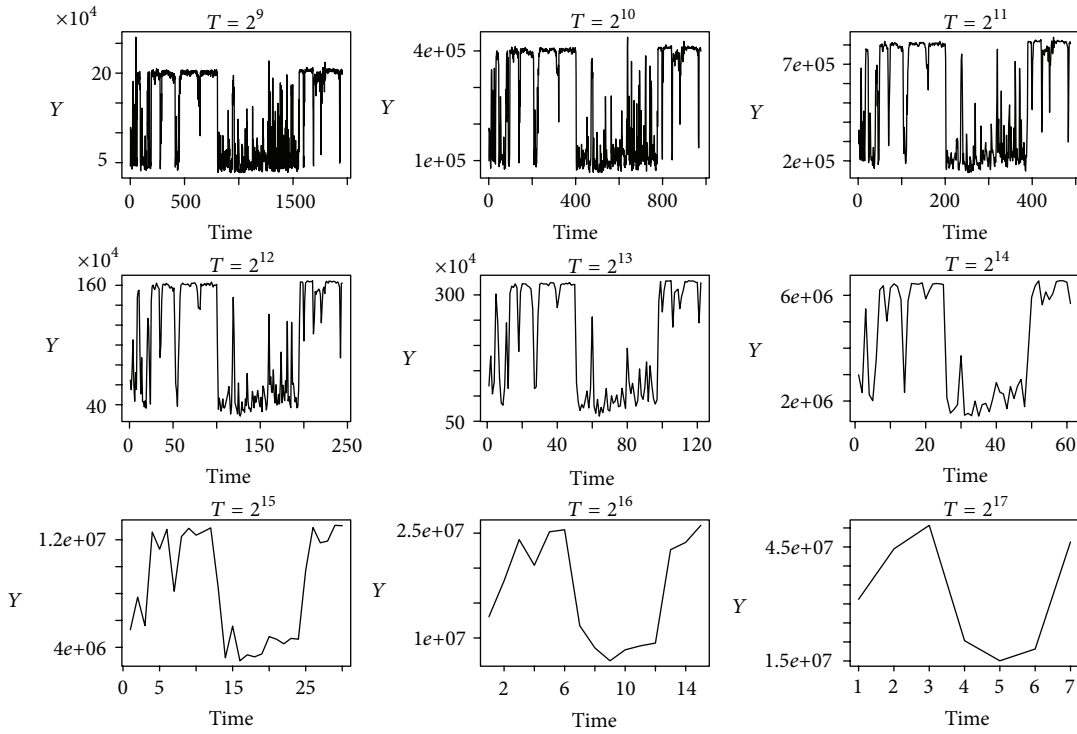 ×10⁴
T = 2⁹
20
Y
5
0 500 1500
Time
T = 2¹⁰
4e+05
Y
1e+05
0 400 800
Time
T = 2¹¹
7e+05
Y
2e+05
0 200 400
Time
×10⁴
T = 2¹²
160
Y
40
0 50 150 250
Time
×10⁴
T = 2¹³
300
Y
50
0 40 80 120
Time
T = 2¹⁴
6e+06
Y
2e+06
0 20 40 60
Time
T = 2¹⁵
1.2e+07
Y
4e+06
0 5 15 25
Time
T = 2¹⁶
2.5e+07
Y
1e+07
2 6 10 14
Time
T = 2¹⁷
4.5e+07
Y
1.5e+07
1 2 3 4 5 6 7
Time